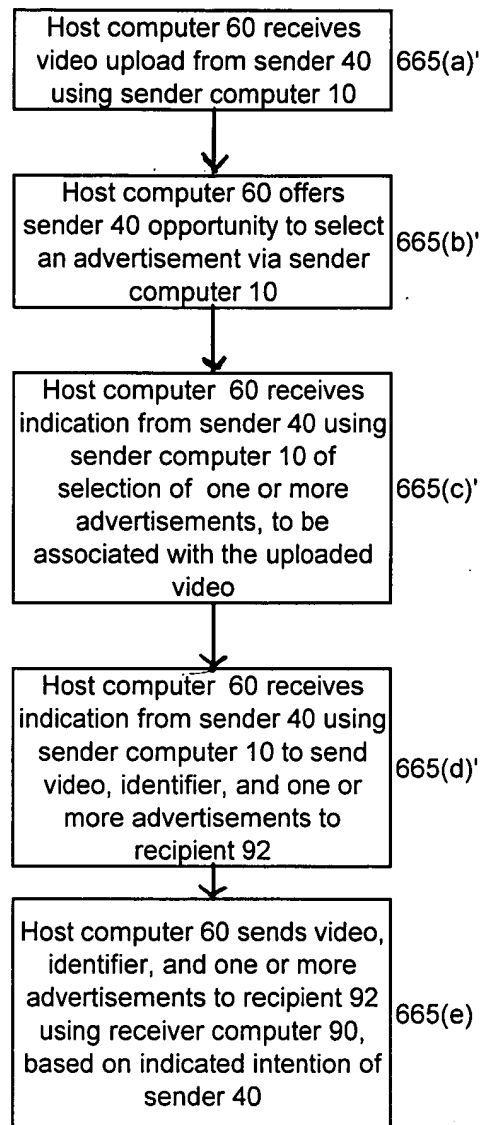 Host computer 60 receives
video upload from sender 40
using sender computer 10
665(a)'
Host computer 60 offers
sender 40 opportunity to select
an advertisement via sender
computer 10
665(b)'
Host computer 60 receives
indication from sender 40 using
sender computer 10 of
selection of one or more
advertisements, to be
associated with the uploaded
video
665(c)'
Host computer 60 receives
indication from sender 40 using
sender computer 10 to send
video, identifier, and one or
more advertisements to
recipient 92
665(d)'
Host computer 60 sends video,
identifier, and one or more
advertisements to recipient 92
using receiver computer 90,
based on indicated intention of
sender 40
665(e)